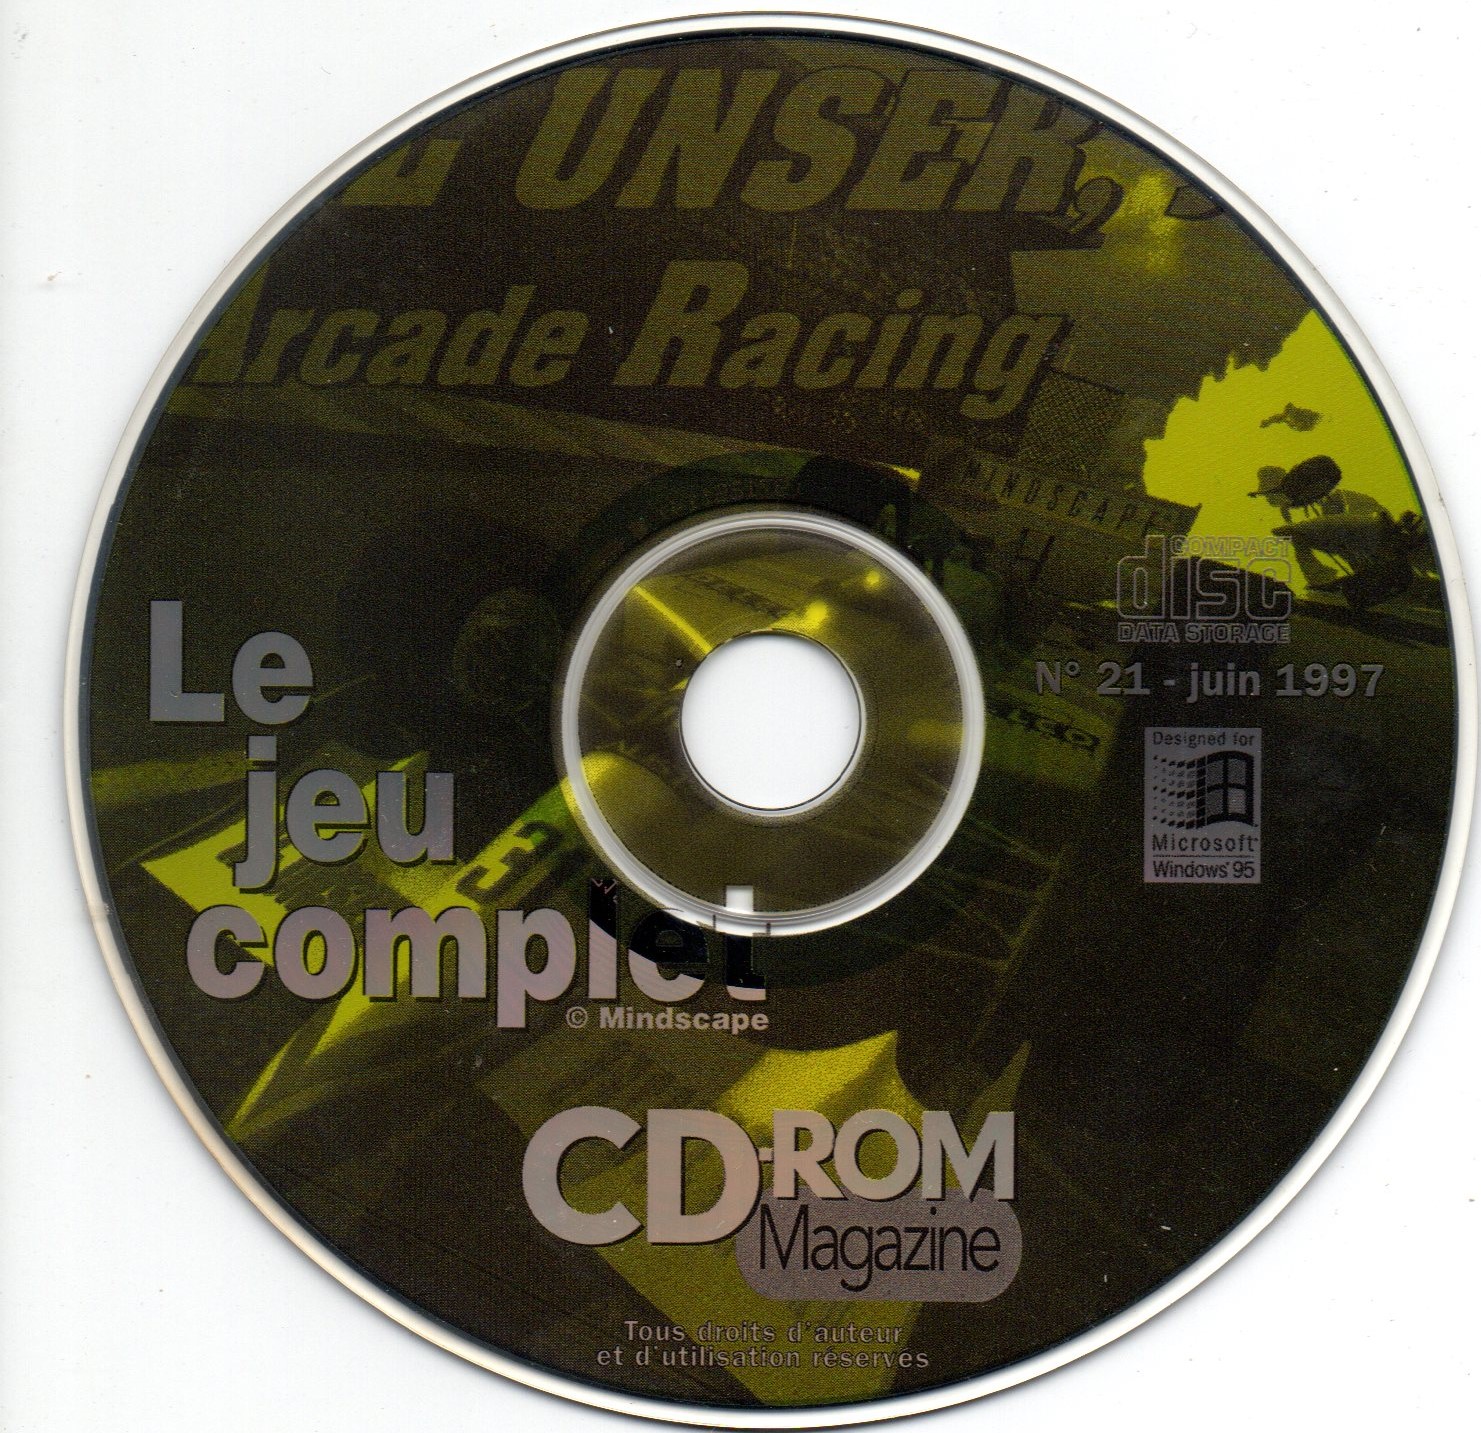 UNSER,
Arcade Racing
MINDSCAPE
COMPACT
disc
DATA STORAGE
N° 21 - juin 1997
Designed for
Microsoft
Windows 95
Le
jeu
complet
© Mindscape
CD-ROM
Magazine
Tous droits d'auteur
et d'utilisation réservés